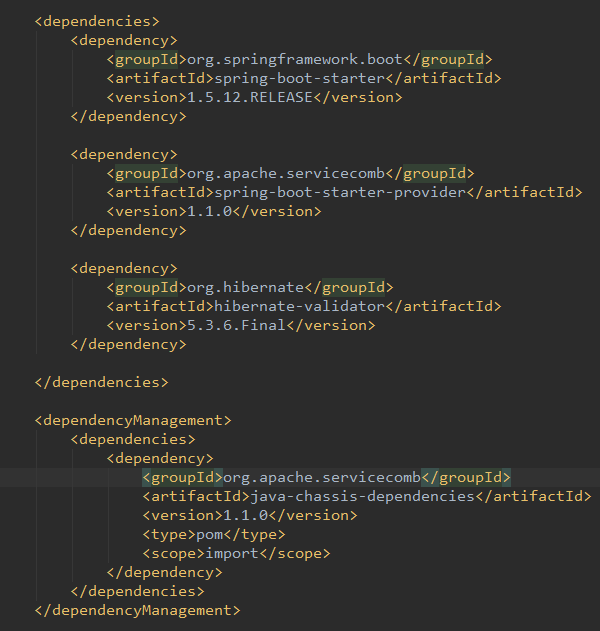 <dependencies>
<dependency>
<groupId>org.springframework.boot</groupId>
<artifactId>spring-boot-starter</artifactId>
<version>1.5.12.RELEASE</version>
</dependency>
<dependency>
<groupId>org.apache.servicecomb</groupId>
<artifactId>spring-boot-starter-provider</artifactId>
<version>1.1.0</version>
</dependency>
<dependency>
<groupId>org.hibernate</groupId>
<artifactId>hibernate-validator</artifactId>
<version>5.3.6.Final</version>
</dependency>
</dependencies>
<dependencyManagement>
<dependencies>
<dependency>
<groupId>org.apache.servicecomb</groupId>
<artifactId>java-chassis-dependencies</artifactId>
<version>1.1.0</version>
<type>pom</type>
<scope>import</scope>
</dependency>
</dependencies>
</dependencyManagement>